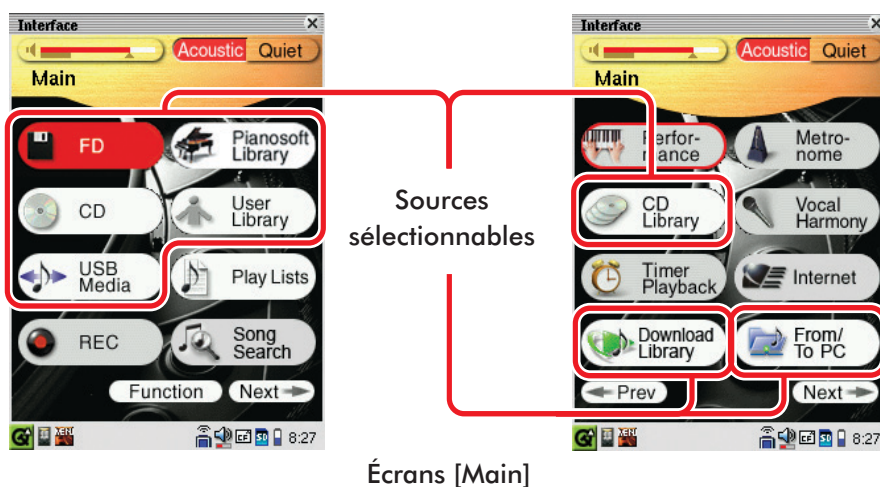 Interface
Acoustic Quiet
Main
FD
Pianosoft
Library
CD
User
Library
USB
Media
Play Lists
REC
Song
Search
Function
Next
8:27
Sources
sélectionnables
Interface
Acoustic Quiet
Main
Perfor-
mance
Metro-
nome
CD
Library
Vocal
Harmony
Timer
Playback
Internet
Download
Library
From/
To PC
Prev
Next
8:27
Écrans [Main]